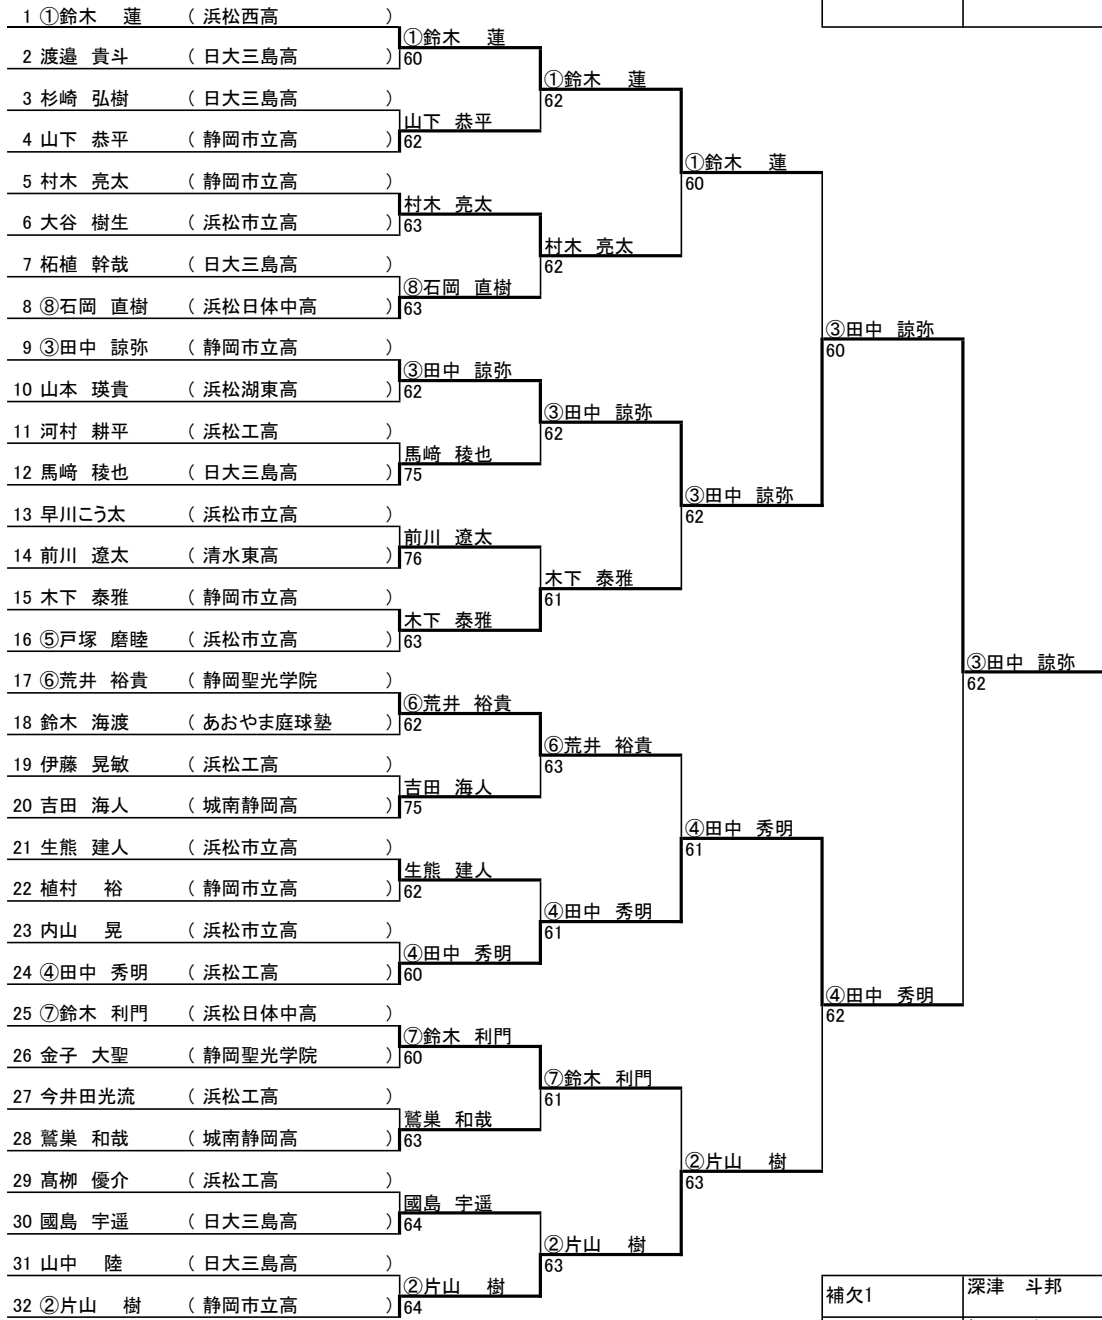 1 ①鈴木 蓮 ( 浜松西高 )
2 渡邉 貴斗 ( 日大三島高 )
3 杉崎 弘樹 ( 日大三島高 )
4 山下 恭平 ( 静岡市立高 )
5 村木 亮太 ( 静岡市立高 )
6 大谷 樹生 ( 浜松市立高 )
7 柘植 幹哉 ( 日大三島高 )
8 ⑧石岡 直樹 ( 浜松日体中高 )
9 ③田中 諒弥 ( 静岡市立高 )
10 山本 瑛貴 ( 浜松湖東高 )
11 河村 耕平 ( 浜松工高 )
12 馬﨑 稜也 ( 日大三島高 )
13 早川こう太 ( 浜松市立高 )
14 前川 遼太 ( 清水東高 )
15 木下 泰雅 ( 静岡市立高 )
16 ⑤戸塚 磨睦 ( 浜松市立高 )
17 ⑥荒井 裕貴 ( 静岡聖光学院 )
18 鈴木 海渡 ( あおやま庭球塾 )
19 伊藤 晃敏 ( 浜松工高 )
20 吉田 海人 ( 城南静岡高 )
21 生熊 建人 ( 浜松市立高 )
22 植村 裕 ( 静岡市立高 )
23 内山 晃 ( 浜松市立高 )
24 ④田中 秀明 ( 浜松工高 )
25 ⑦鈴木 利門 ( 浜松日体中高 )
26 金子 大聖 ( 静岡聖光学院 )
27 今井田光流 ( 浜松工高 )
28 鷲巣 和哉 ( 城南静岡高 )
29 髙栁 優介 ( 浜松工高 )
30 國島 宇遥 ( 日大三島高 )
31 山中 陸 ( 日大三島高 )
32 ②片山 樹 ( 静岡市立高 )
①鈴木 蓮
60
山下 恭平
62
村木 亮太
63
⑧石岡 直樹
63
③田中 諒弥
62
馬﨑 稜也
75
前川 遼太
76
木下 泰雅
63
⑥荒井 裕貴
62
吉田 海人
75
生熊 建人
62
④田中 秀明
60
⑦鈴木 利門
60
鷲巣 和哉
63
國島 宇遥
64
②片山 樹
64
①鈴木 蓮
62
村木 亮太
62
③田中 諒弥
62
木下 泰雅
61
⑥荒井 裕貴
63
④田中 秀明
61
⑦鈴木 利門
61
②片山 樹
63
①鈴木 蓮
60
③田中 諒弥
62
④田中 秀明
61
②片山 樹
63
③田中 諒弥
60
④田中 秀明
62
③田中 諒弥
62
補欠1 深津 斗邦